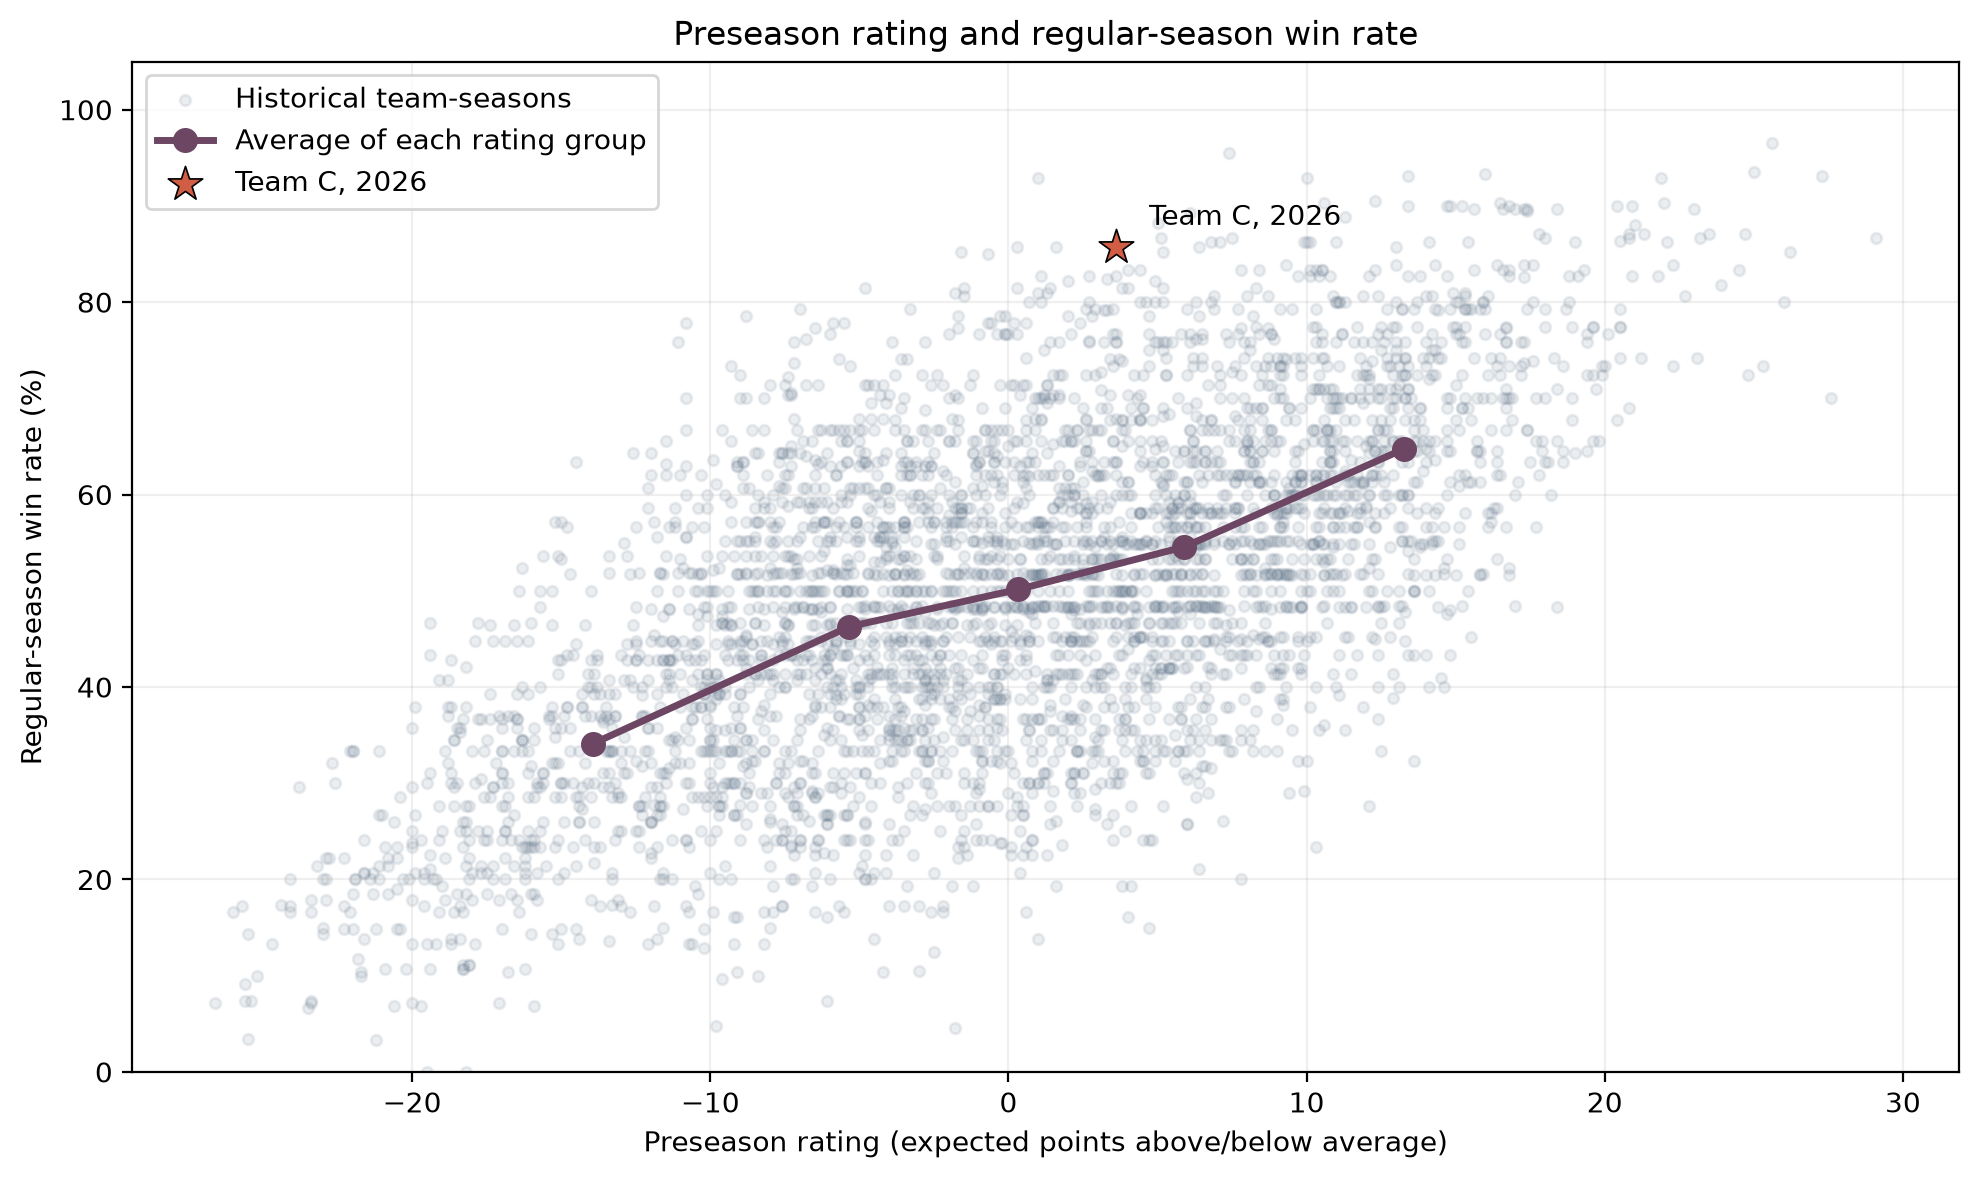 Preseason rating and regular-season win rate
Historical team-seasons
Average of each rating group
Team C, 2026
Team C, 2026
Regular-season win rate (%)
100
80
60
40
20
0
−20
−10
0
10
20
30
Preseason rating (expected points above/below average)